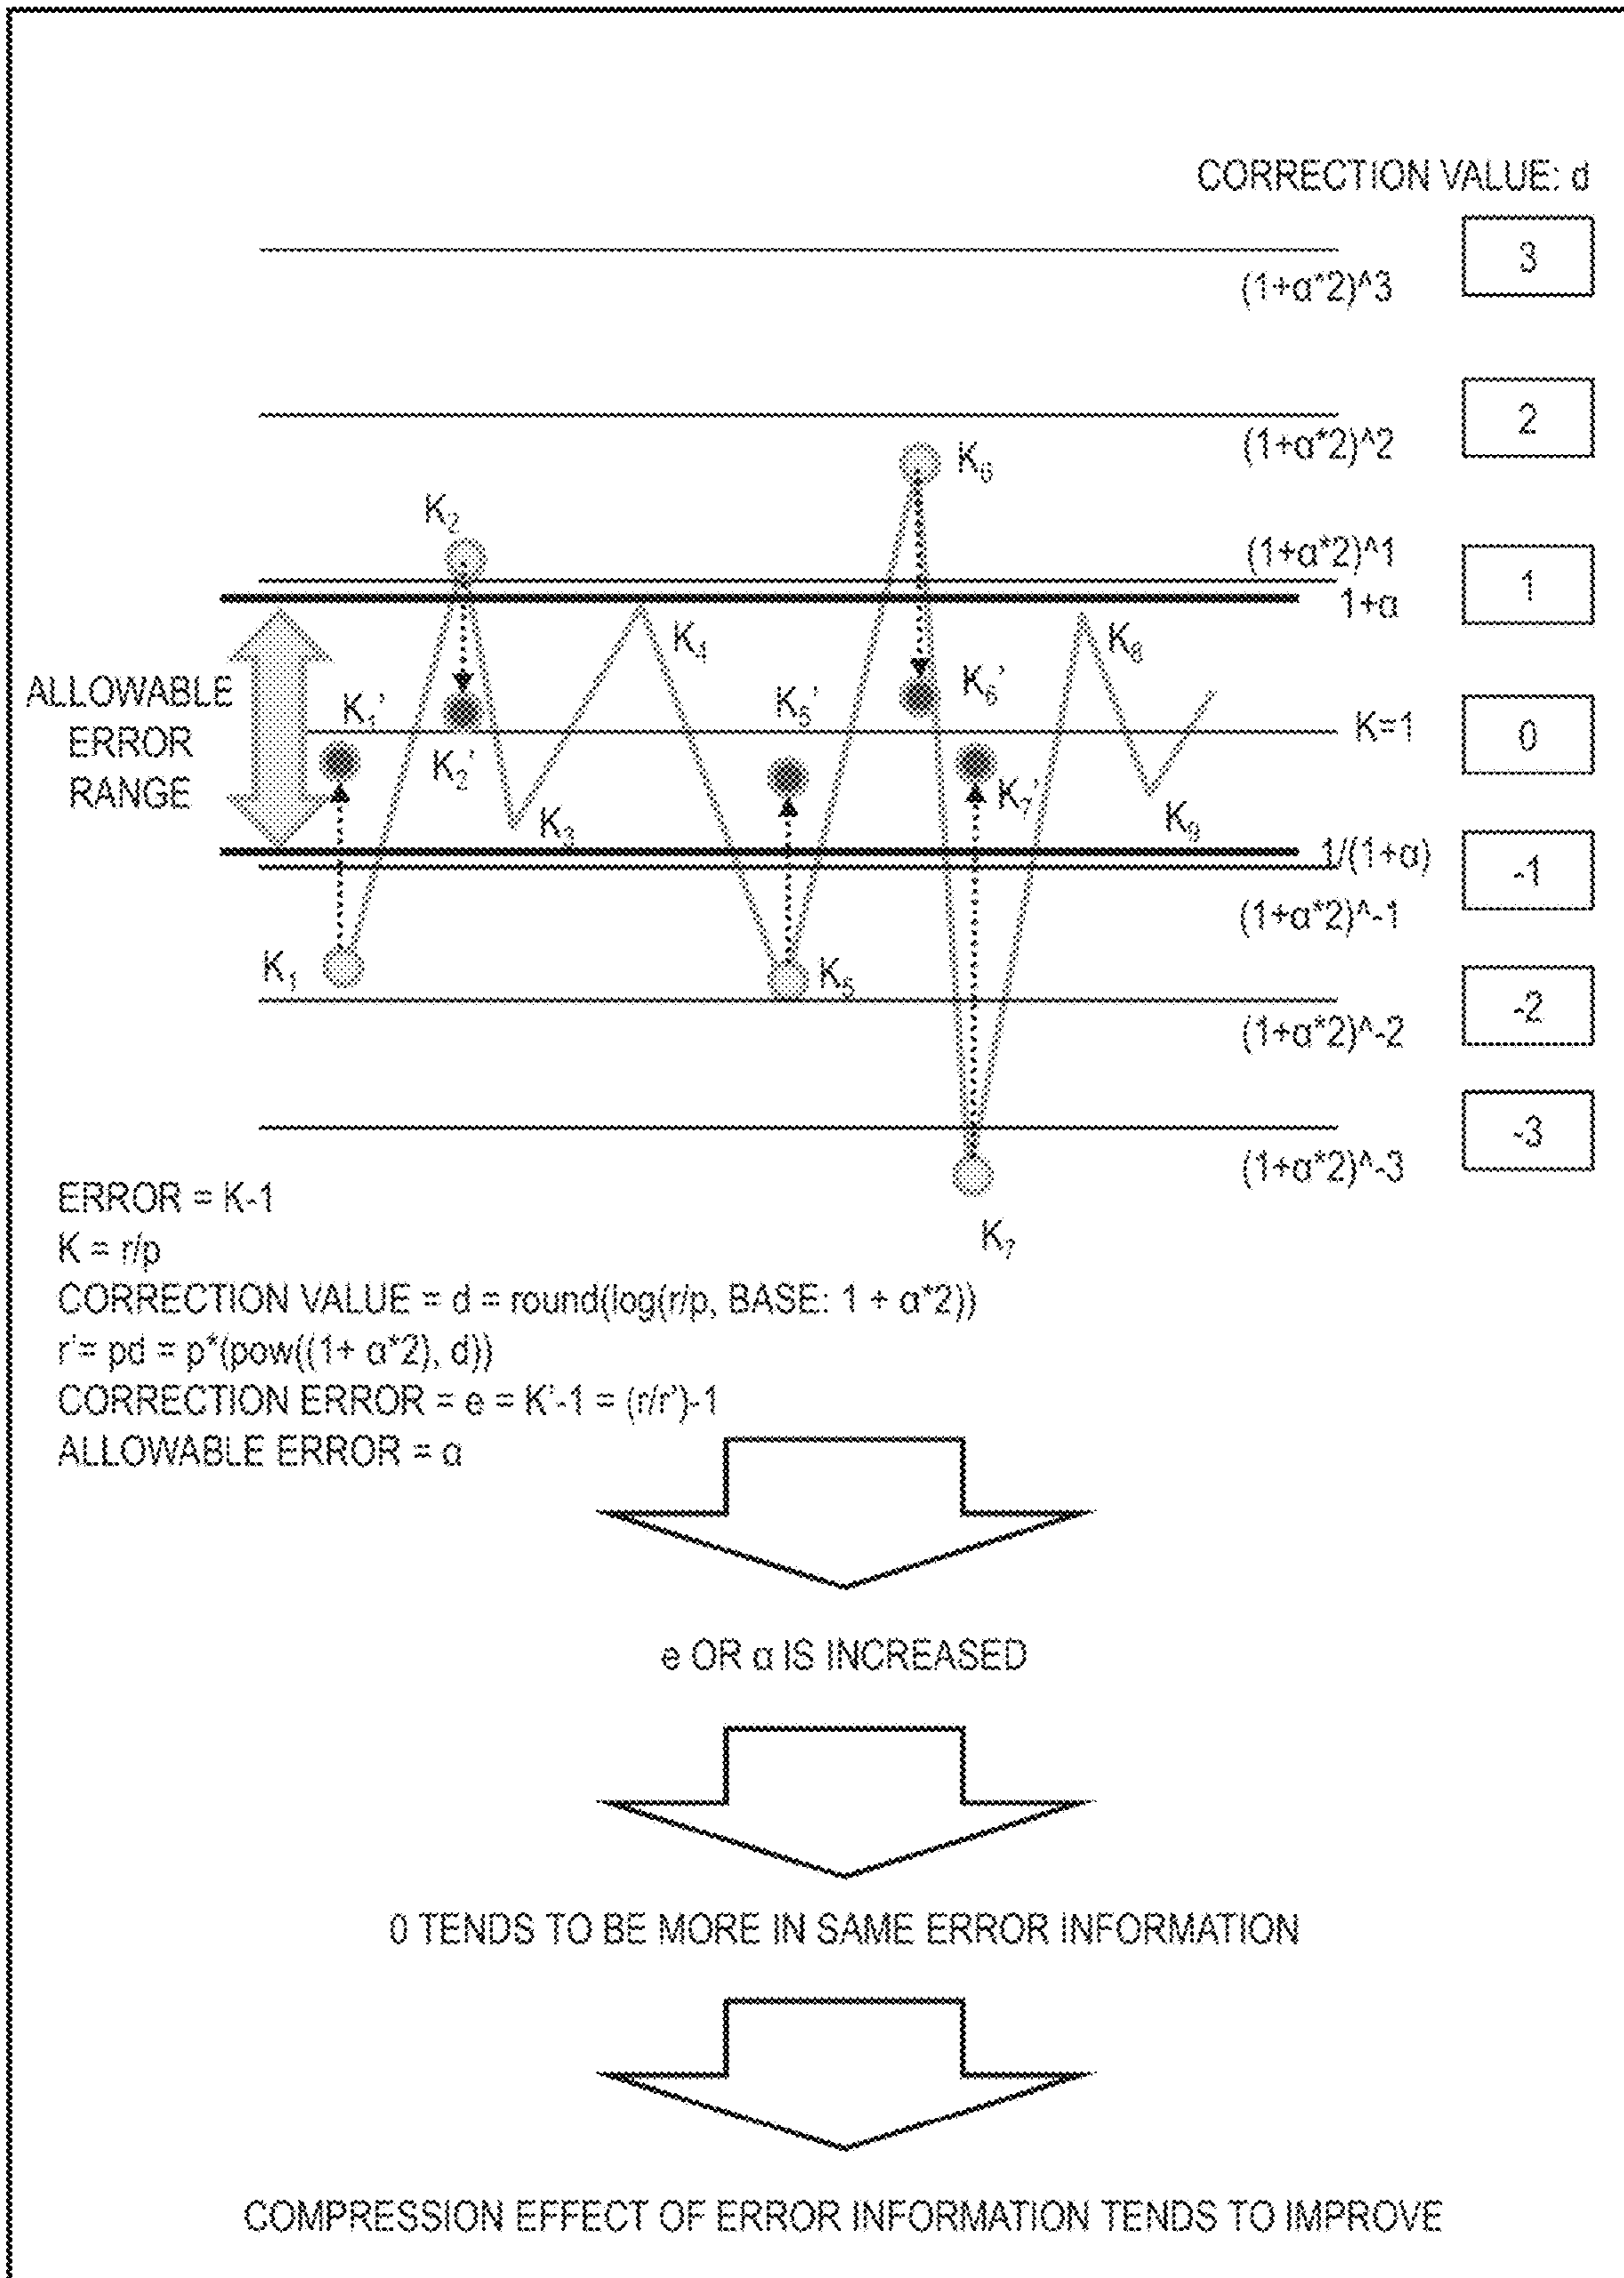 CORRECTION VALUE: d
3
(1+α*2)^3
2
(1+α*2)^2
K6
K2
(1+α*2)^1
1
1+α
K4
K8
ALLOWABLE
ERROR
RANGE
K1'
K5'
K6'
K=1
0
K2'
K7'
K3
K9
1/(1+α)
-1
(1+α*2)^-1
K1
K5
-2
(1+α*2)^-2
-3
(1+α*2)^-3
K7
ERROR = K-1
K = r/p
CORRECTION VALUE = d = round(log(r/p, BASE: 1 + α*2))
r'= pd = p*(pow((1+ α*2), d))
CORRECTION ERROR = e = K'-1 = (r/r')-1
ALLOWABLE ERROR = α
e OR α IS INCREASED
0 TENDS TO BE MORE IN SAME ERROR INFORMATION
COMPRESSION EFFECT OF ERROR INFORMATION TENDS TO IMPROVE